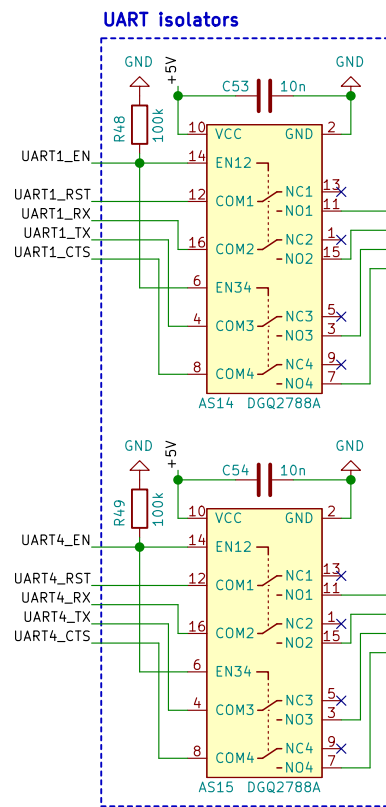 UART isolators
GND
+5V
C53
10n
GND
R48
100k
10
VCC
GND
2
UART1_EN
14
EN12
UART1_RST
12
COM1
NC1
13
NO1
11
UART1_RX
UART1_TX
16
COM2
NC2
1
NO2
15
UART1_CTS
6
EN34
4
COM3
NC3
5
NO3
3
8
COM4
NC4
9
NO4
7
AS14
DGQ2788A
GND
+5V
C54
10n
GND
R49
100k
10
VCC
GND
2
UART4_EN
14
EN12
UART4_RST
12
COM1
NC1
13
NO1
11
UART4_RX
UART4_TX
16
COM2
NC2
1
NO2
15
UART4_CTS
6
EN34
4
COM3
NC3
5
NO3
3
8
COM4
NC4
9
NO4
7
AS15
DGQ2788A